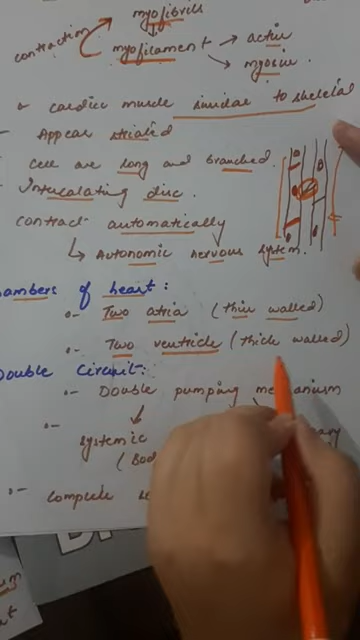 myofibrils
contraction
myofilament → actin
→ myosin.
Cardiac muscle similar to skeletal
Appear striated
Cell are long and branched.
Intercalating disc.
Contract automatically
↳ Autonomic nervous system.
ambers of heart:
Two atria (thin walled)
Two ventricle (thick walled)
Double Circuit:
Double pumping mechanism
systemic
Complete